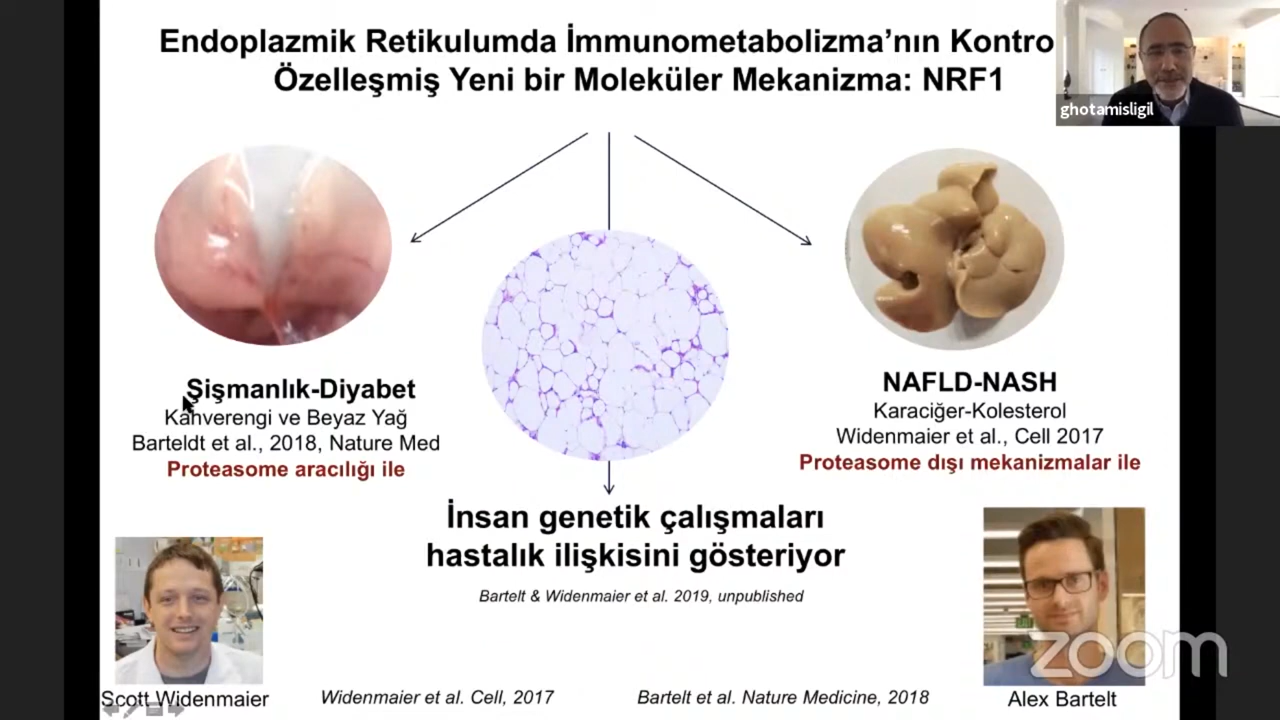 Endoplazmik Retikulumda İmmunometabolizma’nın Kontro
Özelleşmiş Yeni bir Moleküler Mekanizma: NRF1
ghotamisligil
Şişmanlık-Diyabet
Kahverengi ve Beyaz Yağ
Barteldt et al., 2018, Nature Med
Proteasome aracılığı ile
NAFLD-NASH
Karaciğer-Kolesterol
Widenmaier et al., Cell 2017
Proteasome dışı mekanizmalar ile
İnsan genetik çalışmaları
hastalık ilişkisini gösteriyor
Bartelt & Widenmaier et al. 2019, unpublished
zoom
Scott Widenmaier
Widenmaier et al. Cell, 2017
Bartelt et al. Nature Medicine, 2018
Alex Bartelt